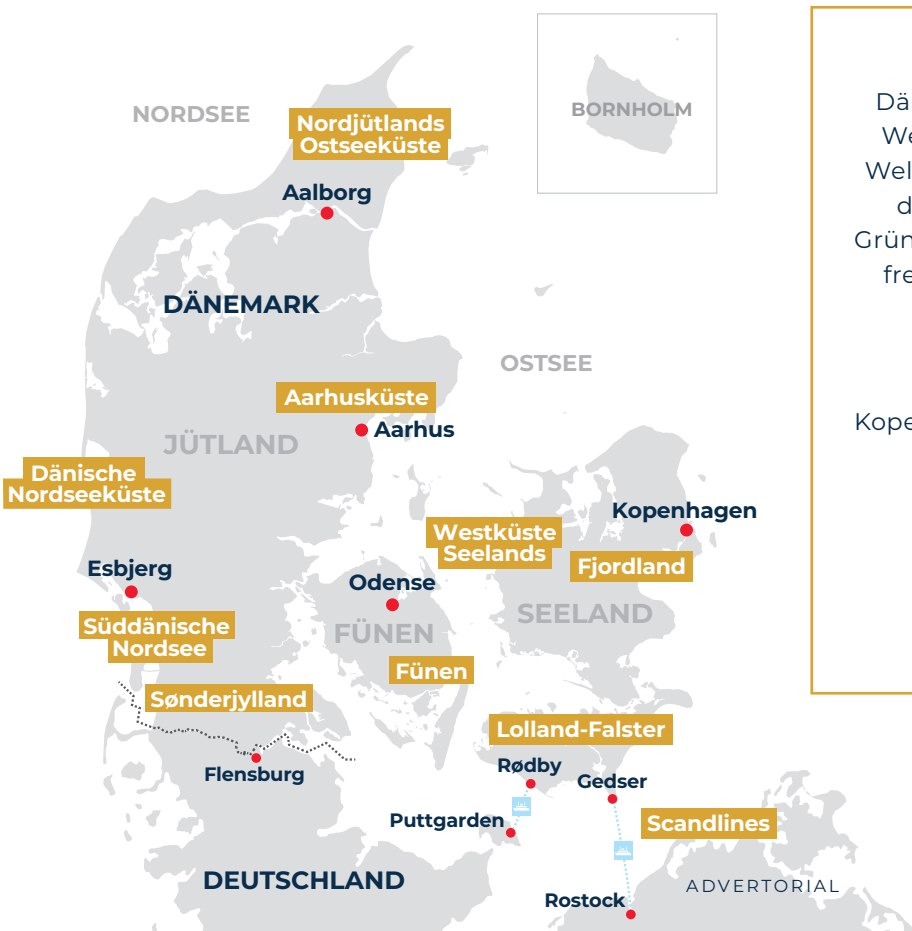 NORDSEE
Nordjütlands
Ostseeküste
Aalborg
DÄNEMARK
BORNHOLM
OSTSEE
Aarhusküste
Aarhus
JÜTLAND
Dänische
Nordseeküste
Kopenhagen
Westküste
Seelands
Fjordland
Esbjerg
Odense
SEELAND
Süddänische
Nordsee
FÜNEN
Fünen
Sønderjylland
Lolland-Falster
Flensburg
Rødby
Gedser
Puttgarden
Scandlines
DEUTSCHLAND
Rostock
ADVERTORIAL